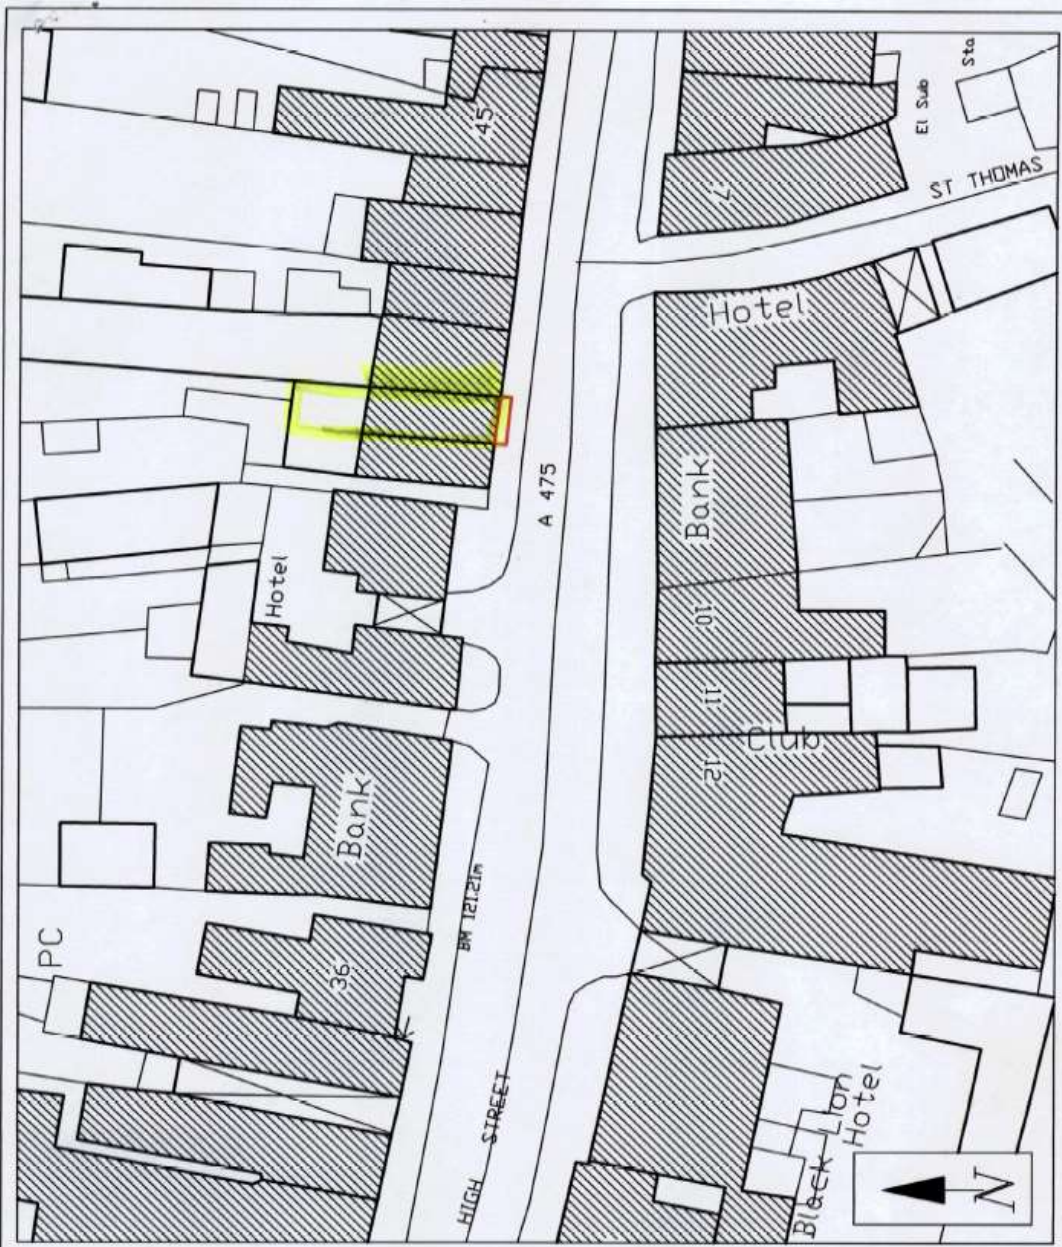 45
El Sub
Sta
7
ST THOMAS
Hotel
Bank
A 475
10
11
Club
12
Hotel
Bank
BM 121.21m
PC
36
HIGH STREET
Black Lion
Hotel
N